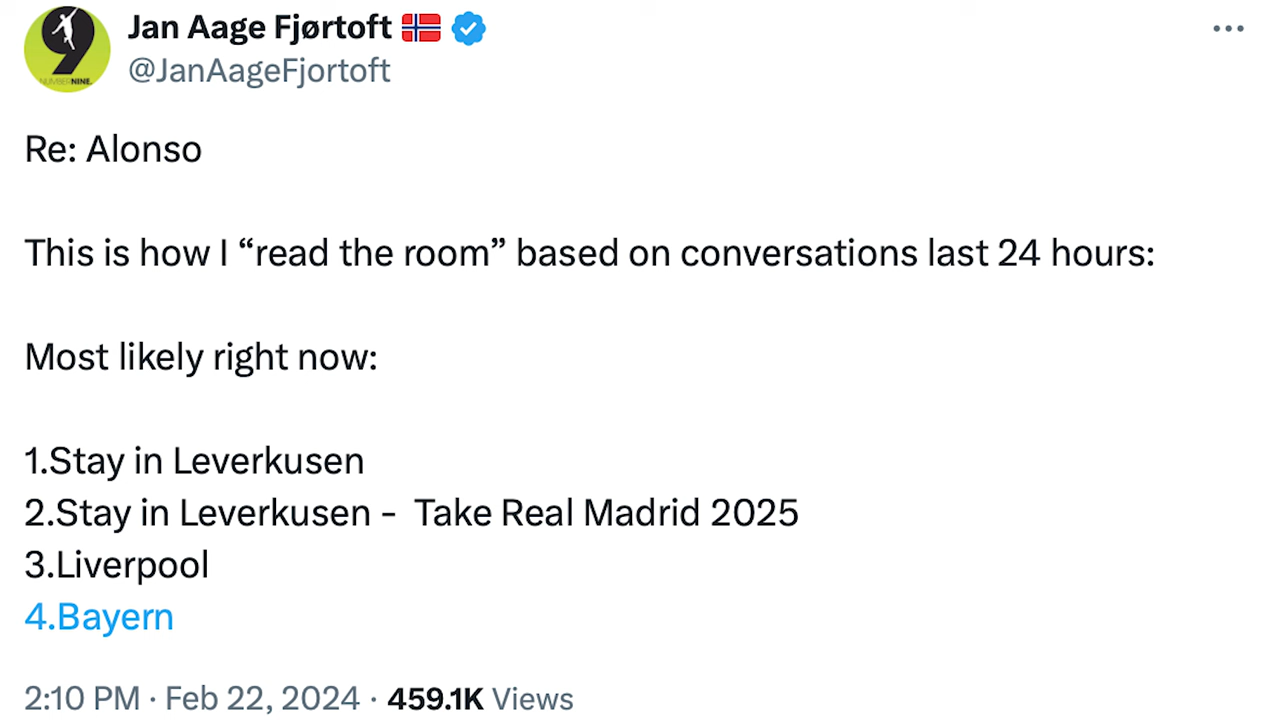 Jan Aage Fjørtoft 🇳🇴
@JanAageFjortoft
NUMBERNINE.
Re: Alonso
This is how I “read the room” based on conversations last 24 hours:
Most likely right now:
1.Stay in Leverkusen
2.Stay in Leverkusen -  Take Real Madrid 2025
3.Liverpool
4.Bayern
2:10 PM · Feb 22, 2024 · 459.1K Views